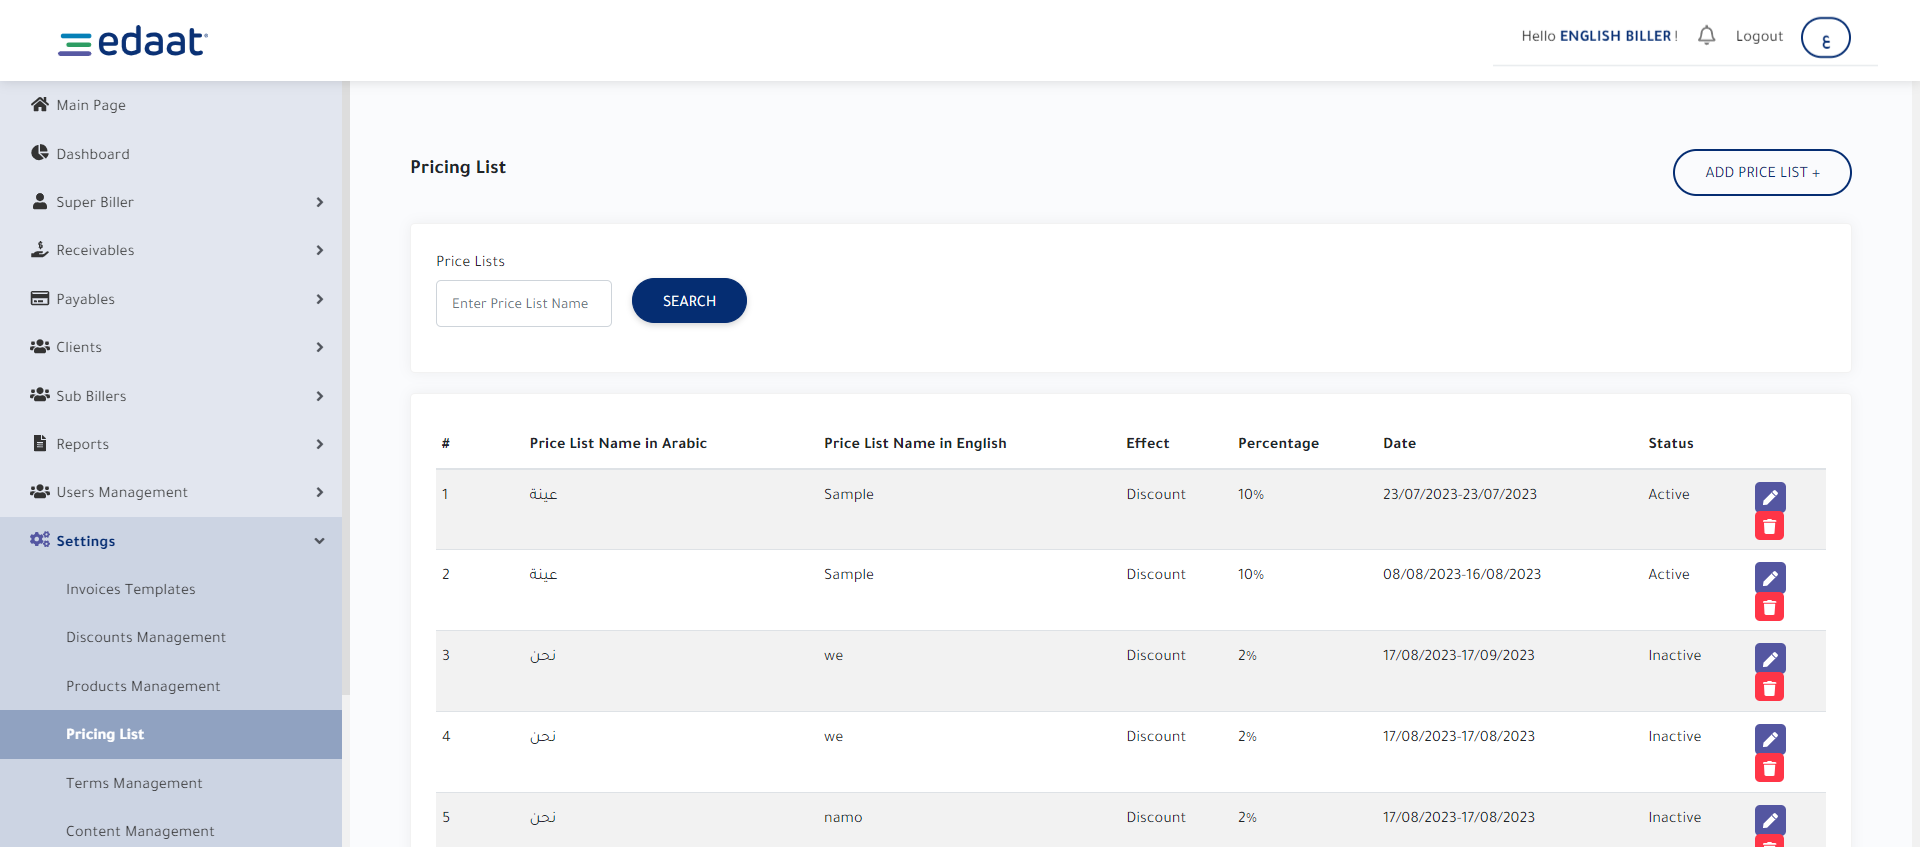 edaat
Hello ENGLISH BILLER !
Logout
ع
Main Page
Dashboard
Super Biller
Receivables
Payables
Clients
Sub Billers
Reports
Users Management
Settings
Invoices Templates
Discounts Management
Products Management
Pricing List
Terms Management
Content Management
Pricing List
ADD PRICE LIST +
Price Lists
Enter Price List Name
SEARCH
# Price List Name in Arabic Price List Name in English Effect Percentage Date Status
1 عينة Sample Discount 10% 23/07/2023-23/07/2023 Active
2 عينة Sample Discount 10% 08/08/2023-16/08/2023 Active
3 نحن we Discount 2% 17/08/2023-17/09/2023 Inactive
4 نحن we Discount 2% 17/08/2023-17/08/2023 Inactive
5 نحن namo Discount 2% 17/08/2023-17/08/2023 Inactive